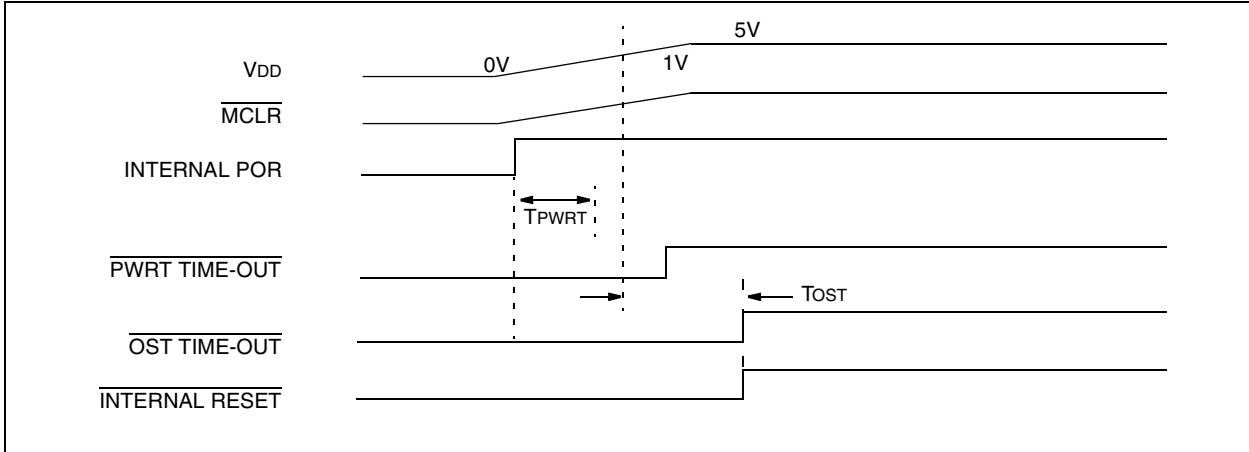 5V
0V
1V
VDD
MCLR
INTERNAL POR
TPWRT
PWRT TIME-OUT
TOST
OST TIME-OUT
INTERNAL RESET